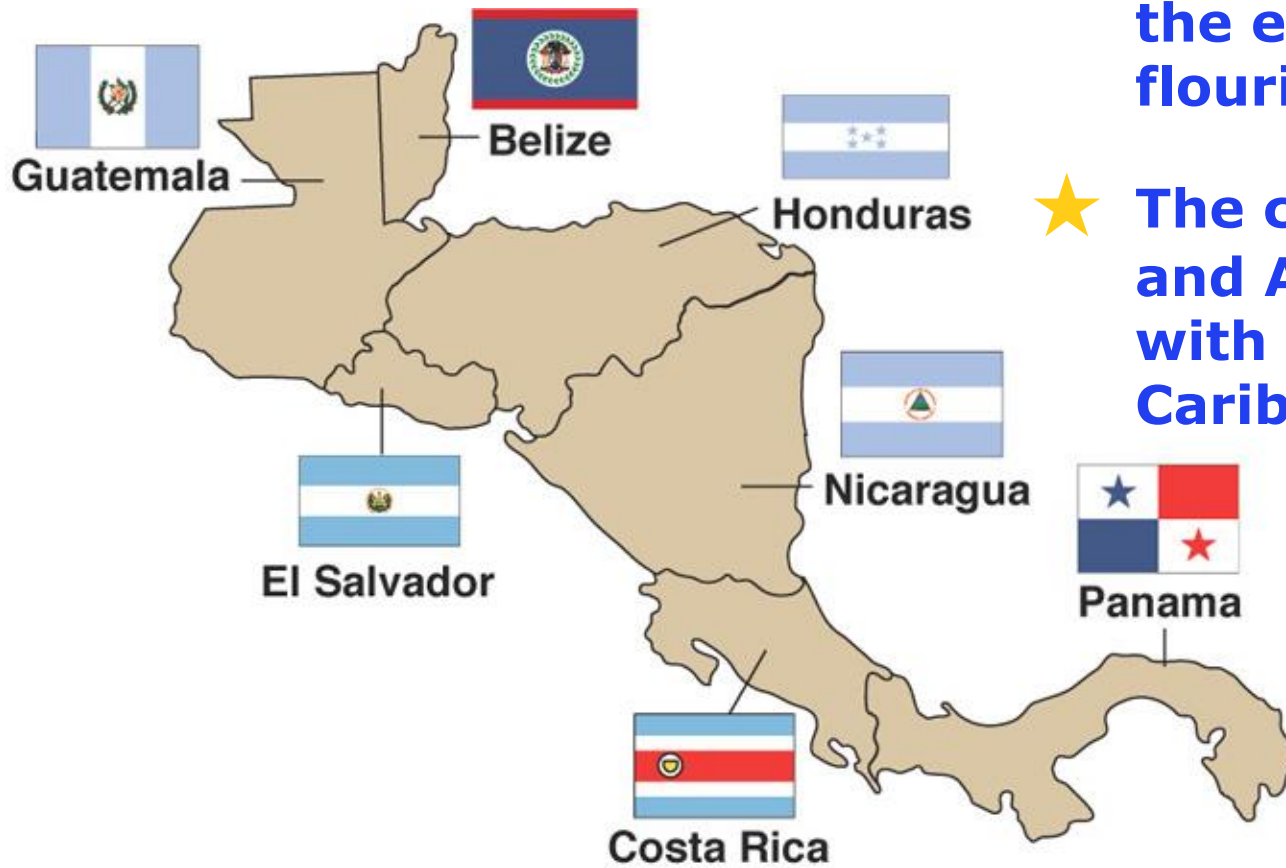 the e
flouri
Guatemala
Belize
Honduras
The c
and A
with
Carib
Nicaragua
El Salvador
Panama
Costa Rica